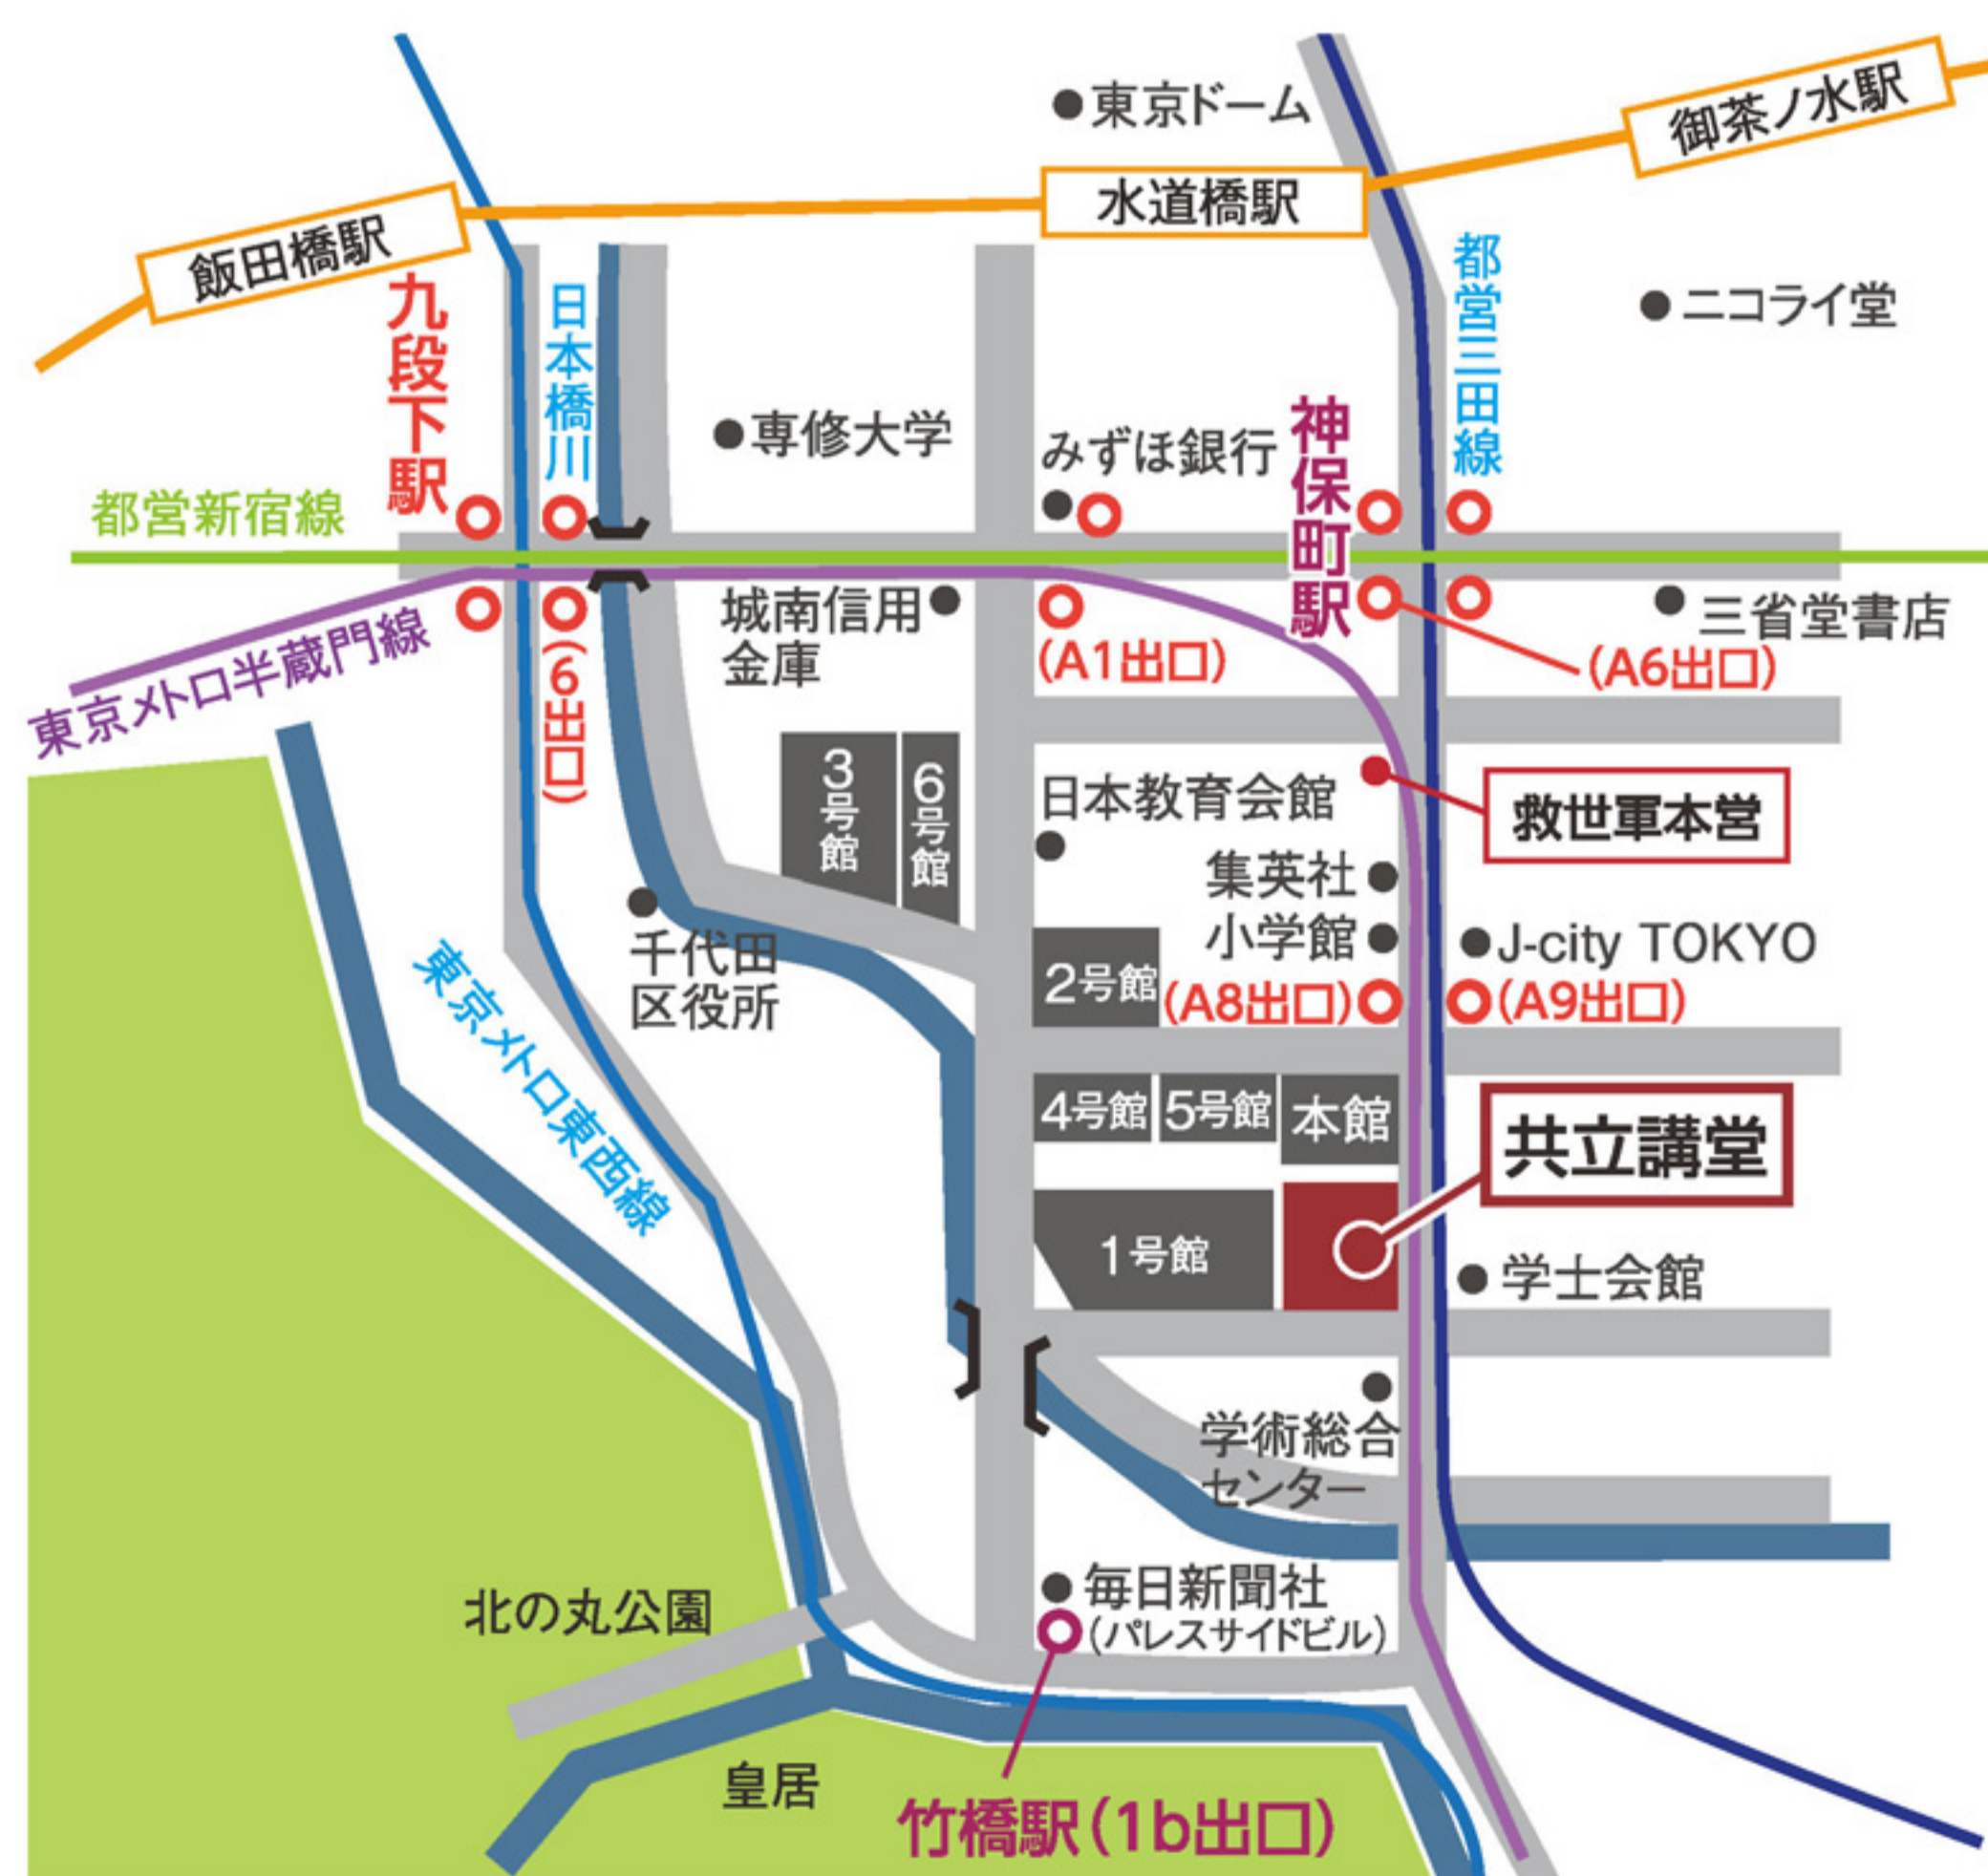 東京ドーム
御茶ノ水駅
水道橋駅
飯田橋駅
九段下駅
日本橋川
都営三田線
ニコライ堂
専修大学
みずほ銀行
神保町駅
都営新宿線
城南信用
金庫
(A1出口)
(A6出口)
三省堂書店
東京メトロ半蔵門線
(6出口)
3号館
6号館
日本教育会館
救世軍本営
集英社
小学館
J-city TOKYO
千代田
区役所
2号館
(A8出口)
(A9出口)
東京メトロ東西線
4号館
5号館
本館
共立講堂
1号館
学士会館
学術総合
センター
北の丸公園
毎日新聞社
(パレスサイドビル)
皇居
竹橋駅(1b出口)